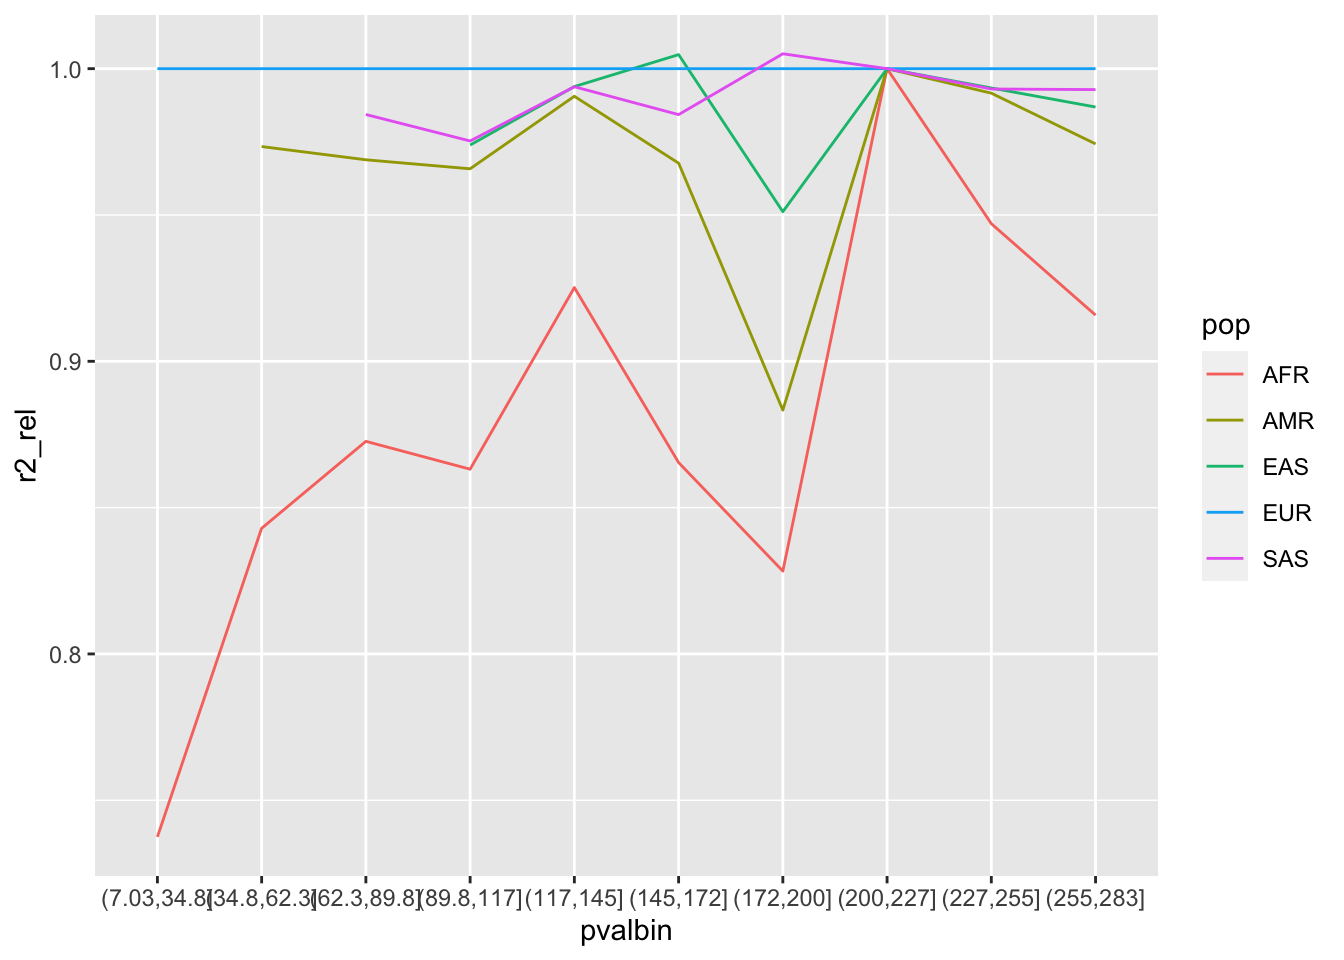 1.0
0.9
0.8
r2_rel
(7.03,34.8]
(34.8,62.3]
(62.3,89.8]
(89.8,117]
(117,145]
(145,172]
(172,200]
(200,227]
(227,255]
(255,283]
pvalbin
pop
AFR
AMR
EAS
EUR
SAS